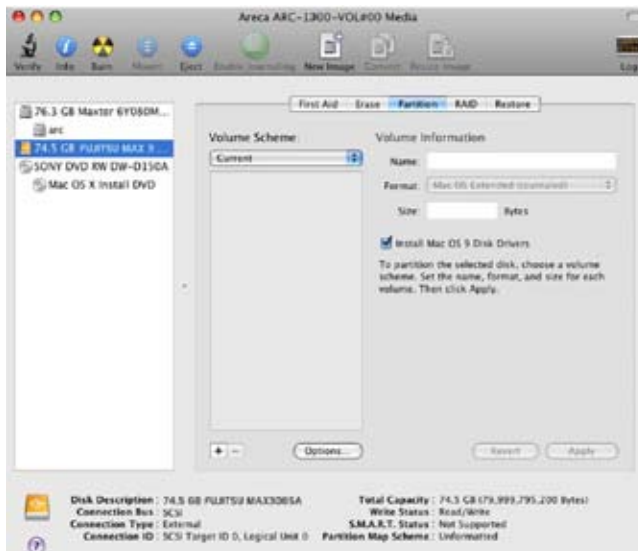 Areca ARC-1300-VOL#00 Media
Verify Info Burn Mount Eject Enable Journaling New Image Convert Resize Image Log
76.3 GB Maxtor 6Y080M...
arc
74.5 GB FUJITSU MAX 3...
SONY DVD RW DW-D150A
Mac OS X Install DVD
First Aid Erase Partition RAID Restore
Volume Scheme:
Current
Volume Information
Name:
Format: Mac OS Extended (Journaled)
Size: Bytes
Install Mac OS 9 Disk Drivers
To partition the selected disk, choose a volume
scheme. Set the name, format, and size for each
volume. Then click Apply.
+ -
Options...
Revert Apply
Disk Description : 74.5 GB FUJITSU MAX3036SA
Connection Bus : SCSI
Connection Type : External
Connection ID : SCSI Target ID 0, Logical Unit 0
Total Capacity : 74.5 GB (79,999,795,200 Bytes)
Write Status : Read/Write
S.M.A.R.T. Status : Not Supported
Partition Map Scheme : Unformatted
?